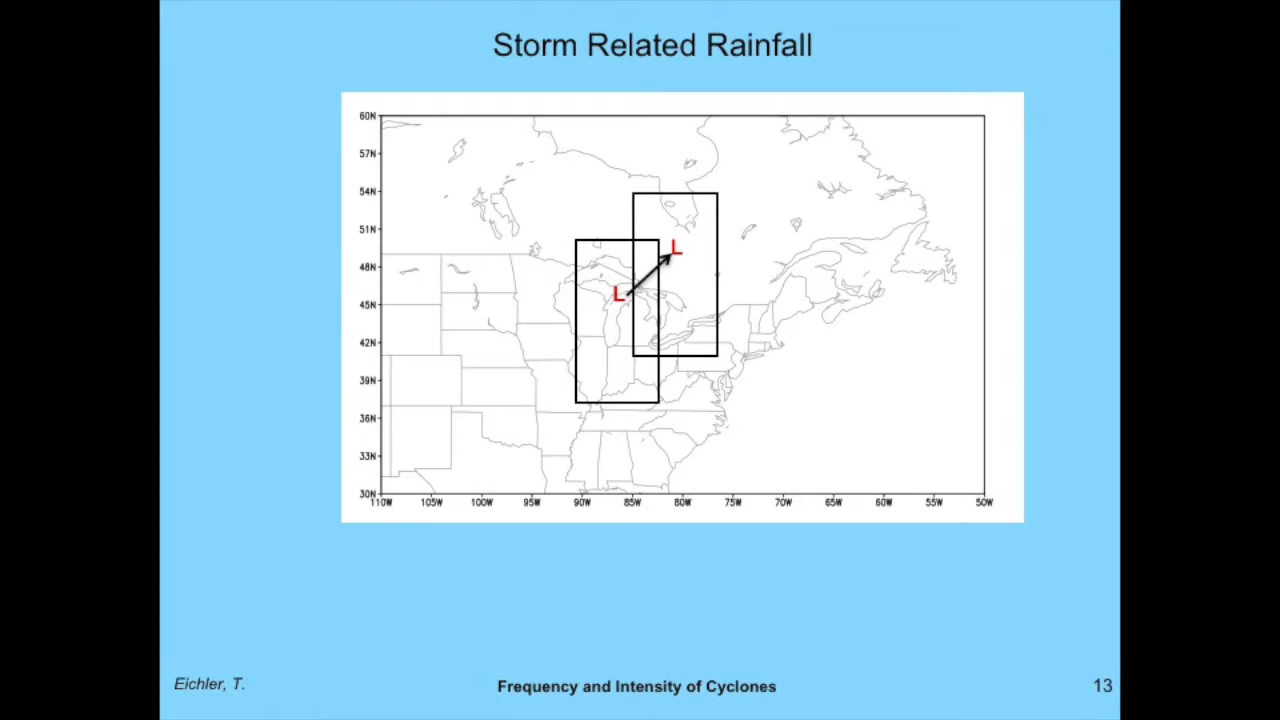 Storm Related Rainfall
60N
57N
54N
51N
48N
45N
42N
39N
36N
33N
30N
L
L
110W 105W 100W 95W 90W 85W 80W 75W 70W 65W 60W 55W 50W
Eichler, T.
Frequency and Intensity of Cyclones
13